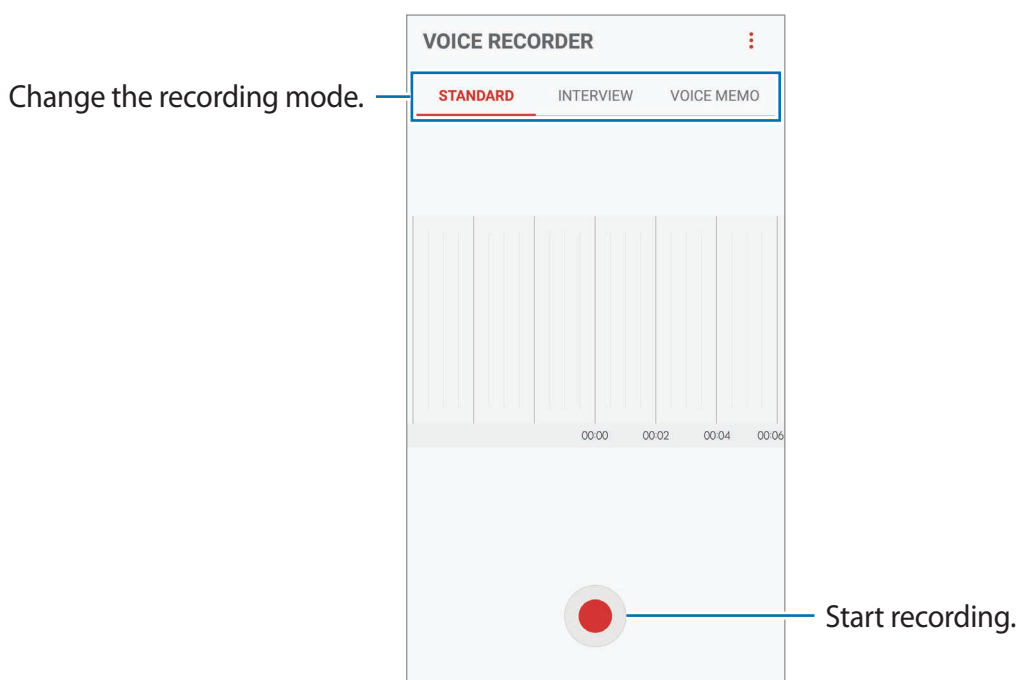 VOICE RECORDER
Change the recording mode.
STANDARD INTERVIEW VOICE MEMO
00:00 00:02 00:04 00:06
Start recording.